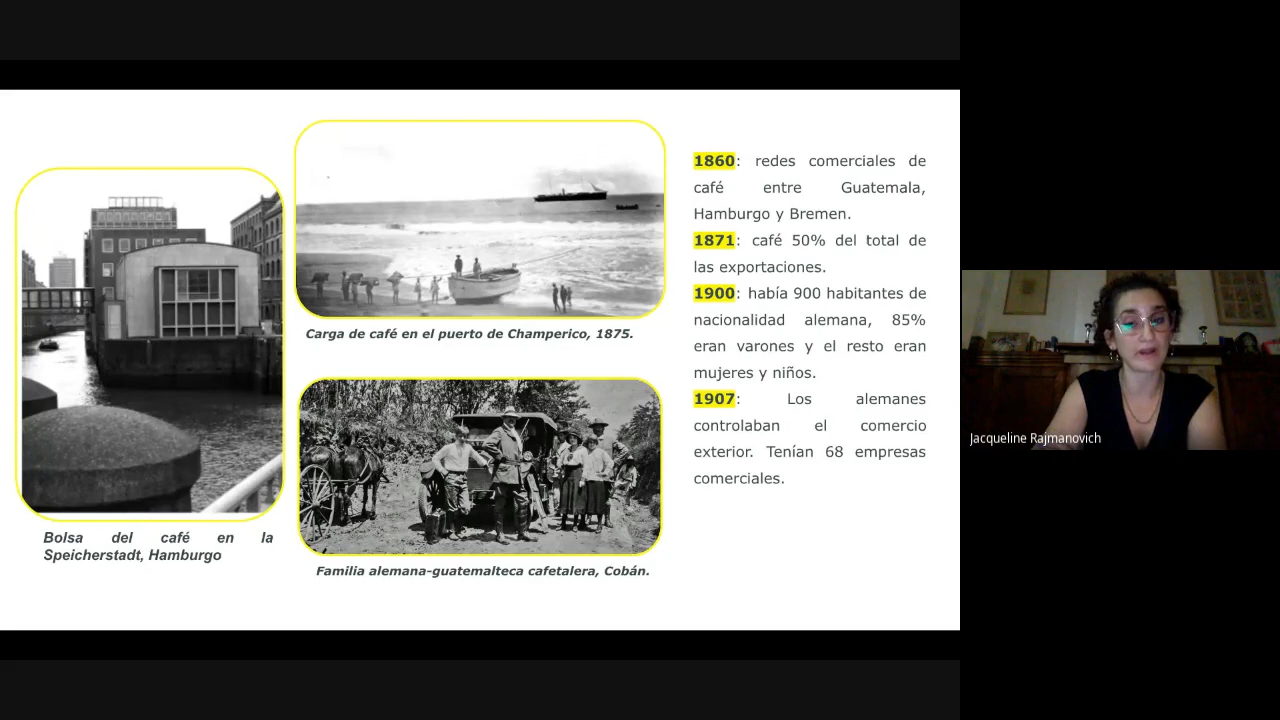 Bolsa del café en la
Speicherstadt, Hamburgo
Carga de café en el puerto de Champerico, 1875.
Familia alemana-guatemalteca cafetalera, Cobán.
1860: redes comerciales de
café entre Guatemala,
Hamburgo y Bremen.
1871: café 50% del total de
las exportaciones.
1900: había 900 habitantes de
nacionalidad alemana, 85%
eran varones y el resto eran
mujeres y niños.
1907: Los alemanes
controlaban el comercio
exterior. Tenían 68 empresas
comerciales.
Jacqueline Rajmanovich